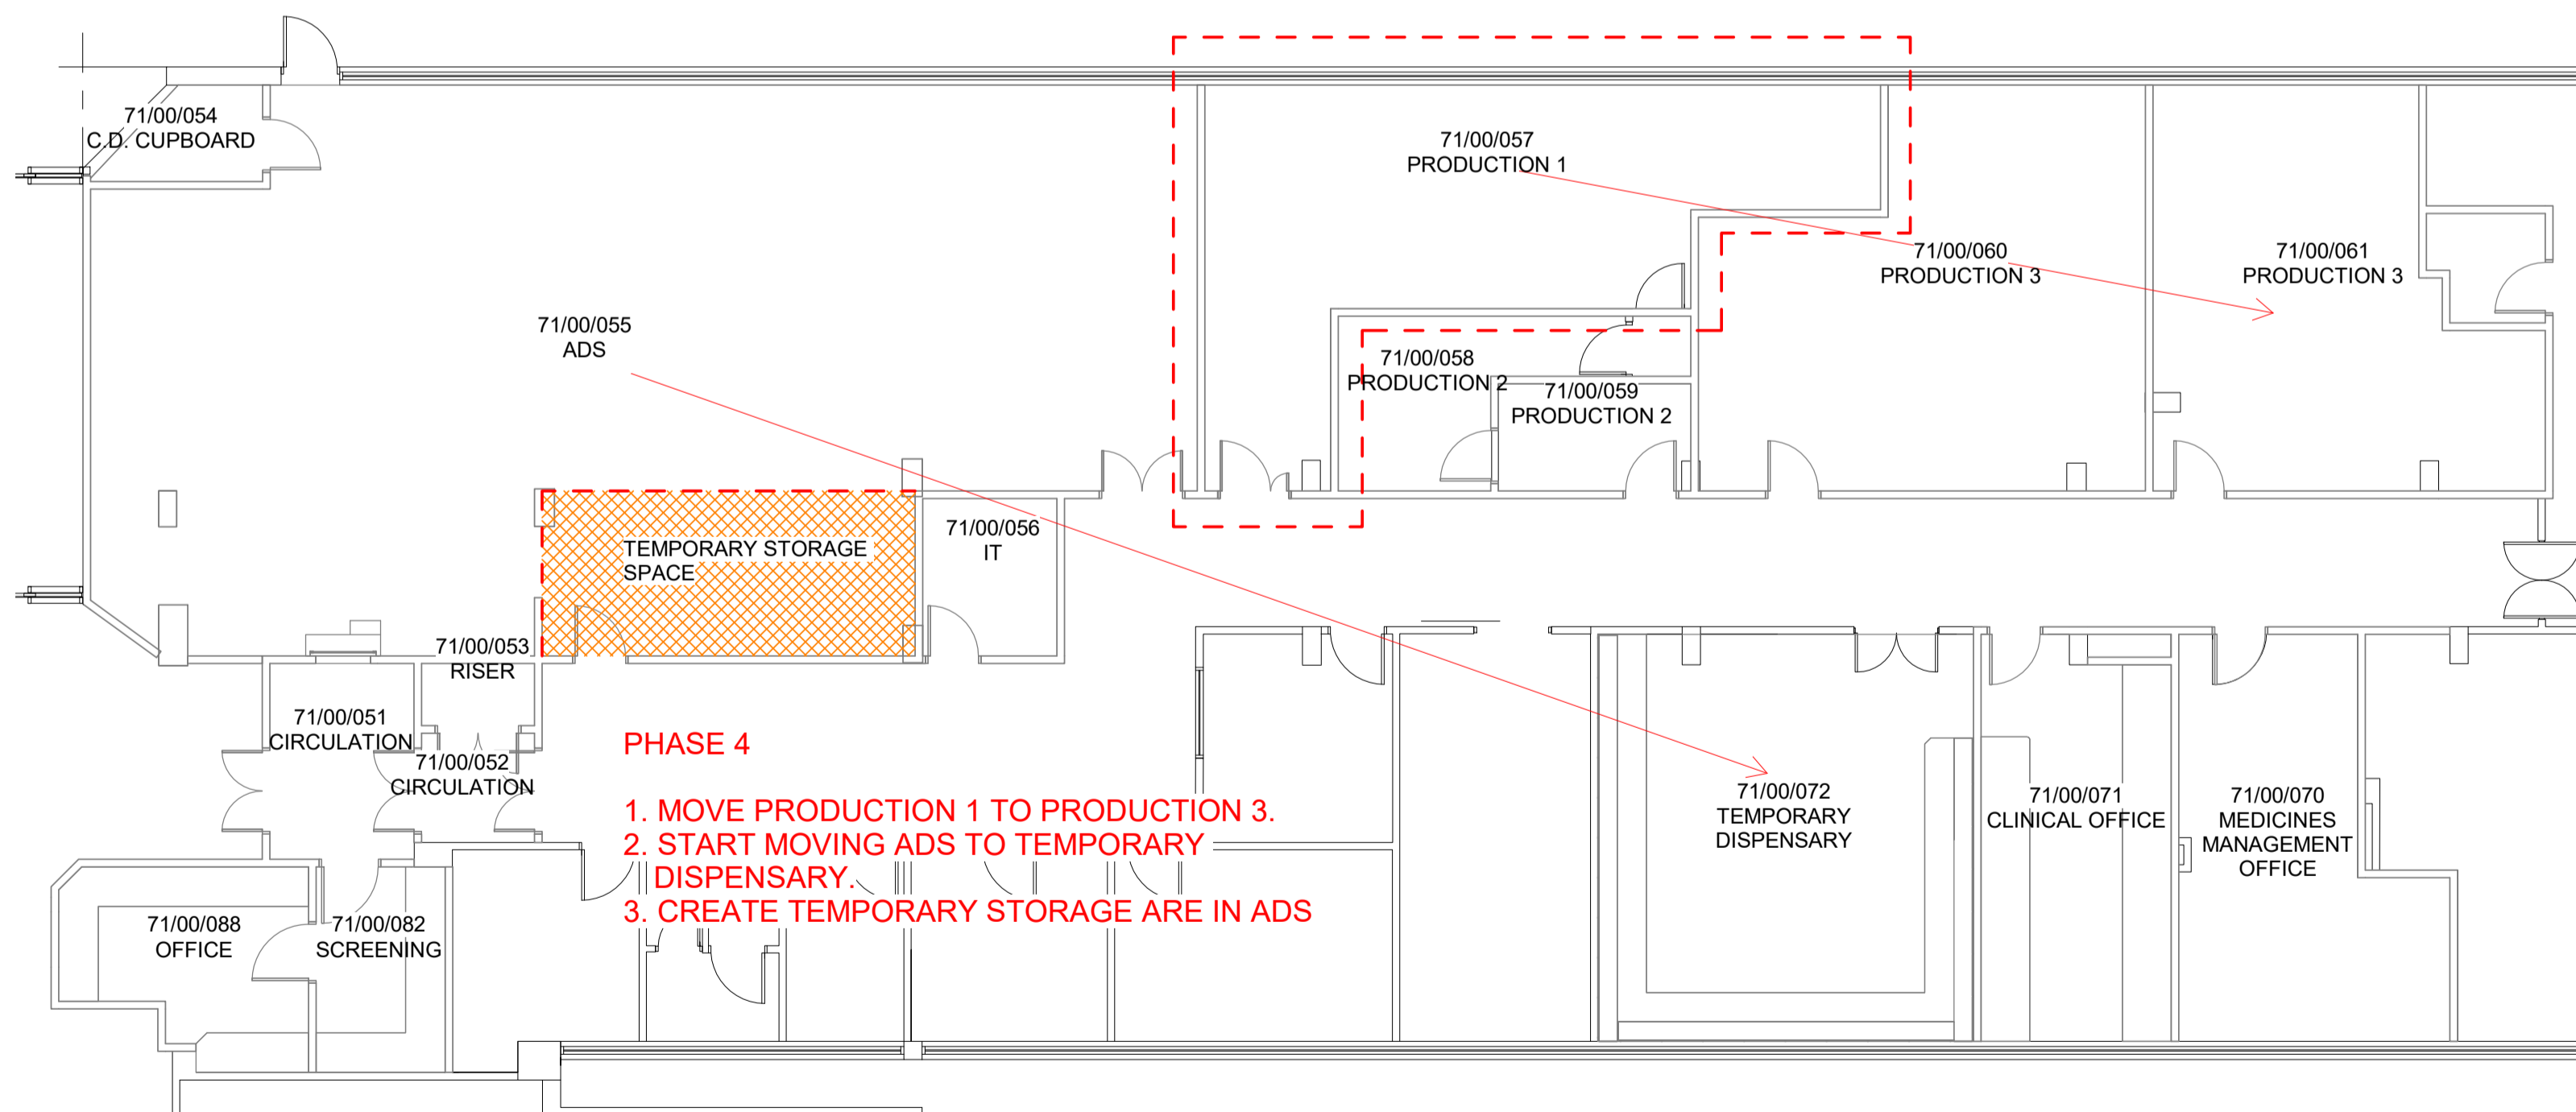 71/00/054
C.D. CUPBOARD
71/00/057
PRODUCTION 1
71/00/060
PRODUCTION 3
71/00/061
PRODUCTION 3
71/00/055
ADS
71/00/058
PRODUCTION 2
71/00/059
PRODUCTION 2
TEMPORARY STORAGE
SPACE
71/00/056
IT
71/00/053
RISER
71/00/051
CIRCULATION
71/00/052
CIRCULATION
PHASE 4
1. MOVE PRODUCTION 1 TO PRODUCTION 3.
2. START MOVING ADS TO TEMPORARY
DISPENSARY.
3. CREATE TEMPORARY STORAGE ARE IN ADS
71/00/072
TEMPORARY
DISPENSARY
71/00/071
CLINICAL OFFICE
71/00/070
MEDICINES
MANAGEMENT
OFFICE
71/00/088
OFFICE
71/00/082
SCREENING